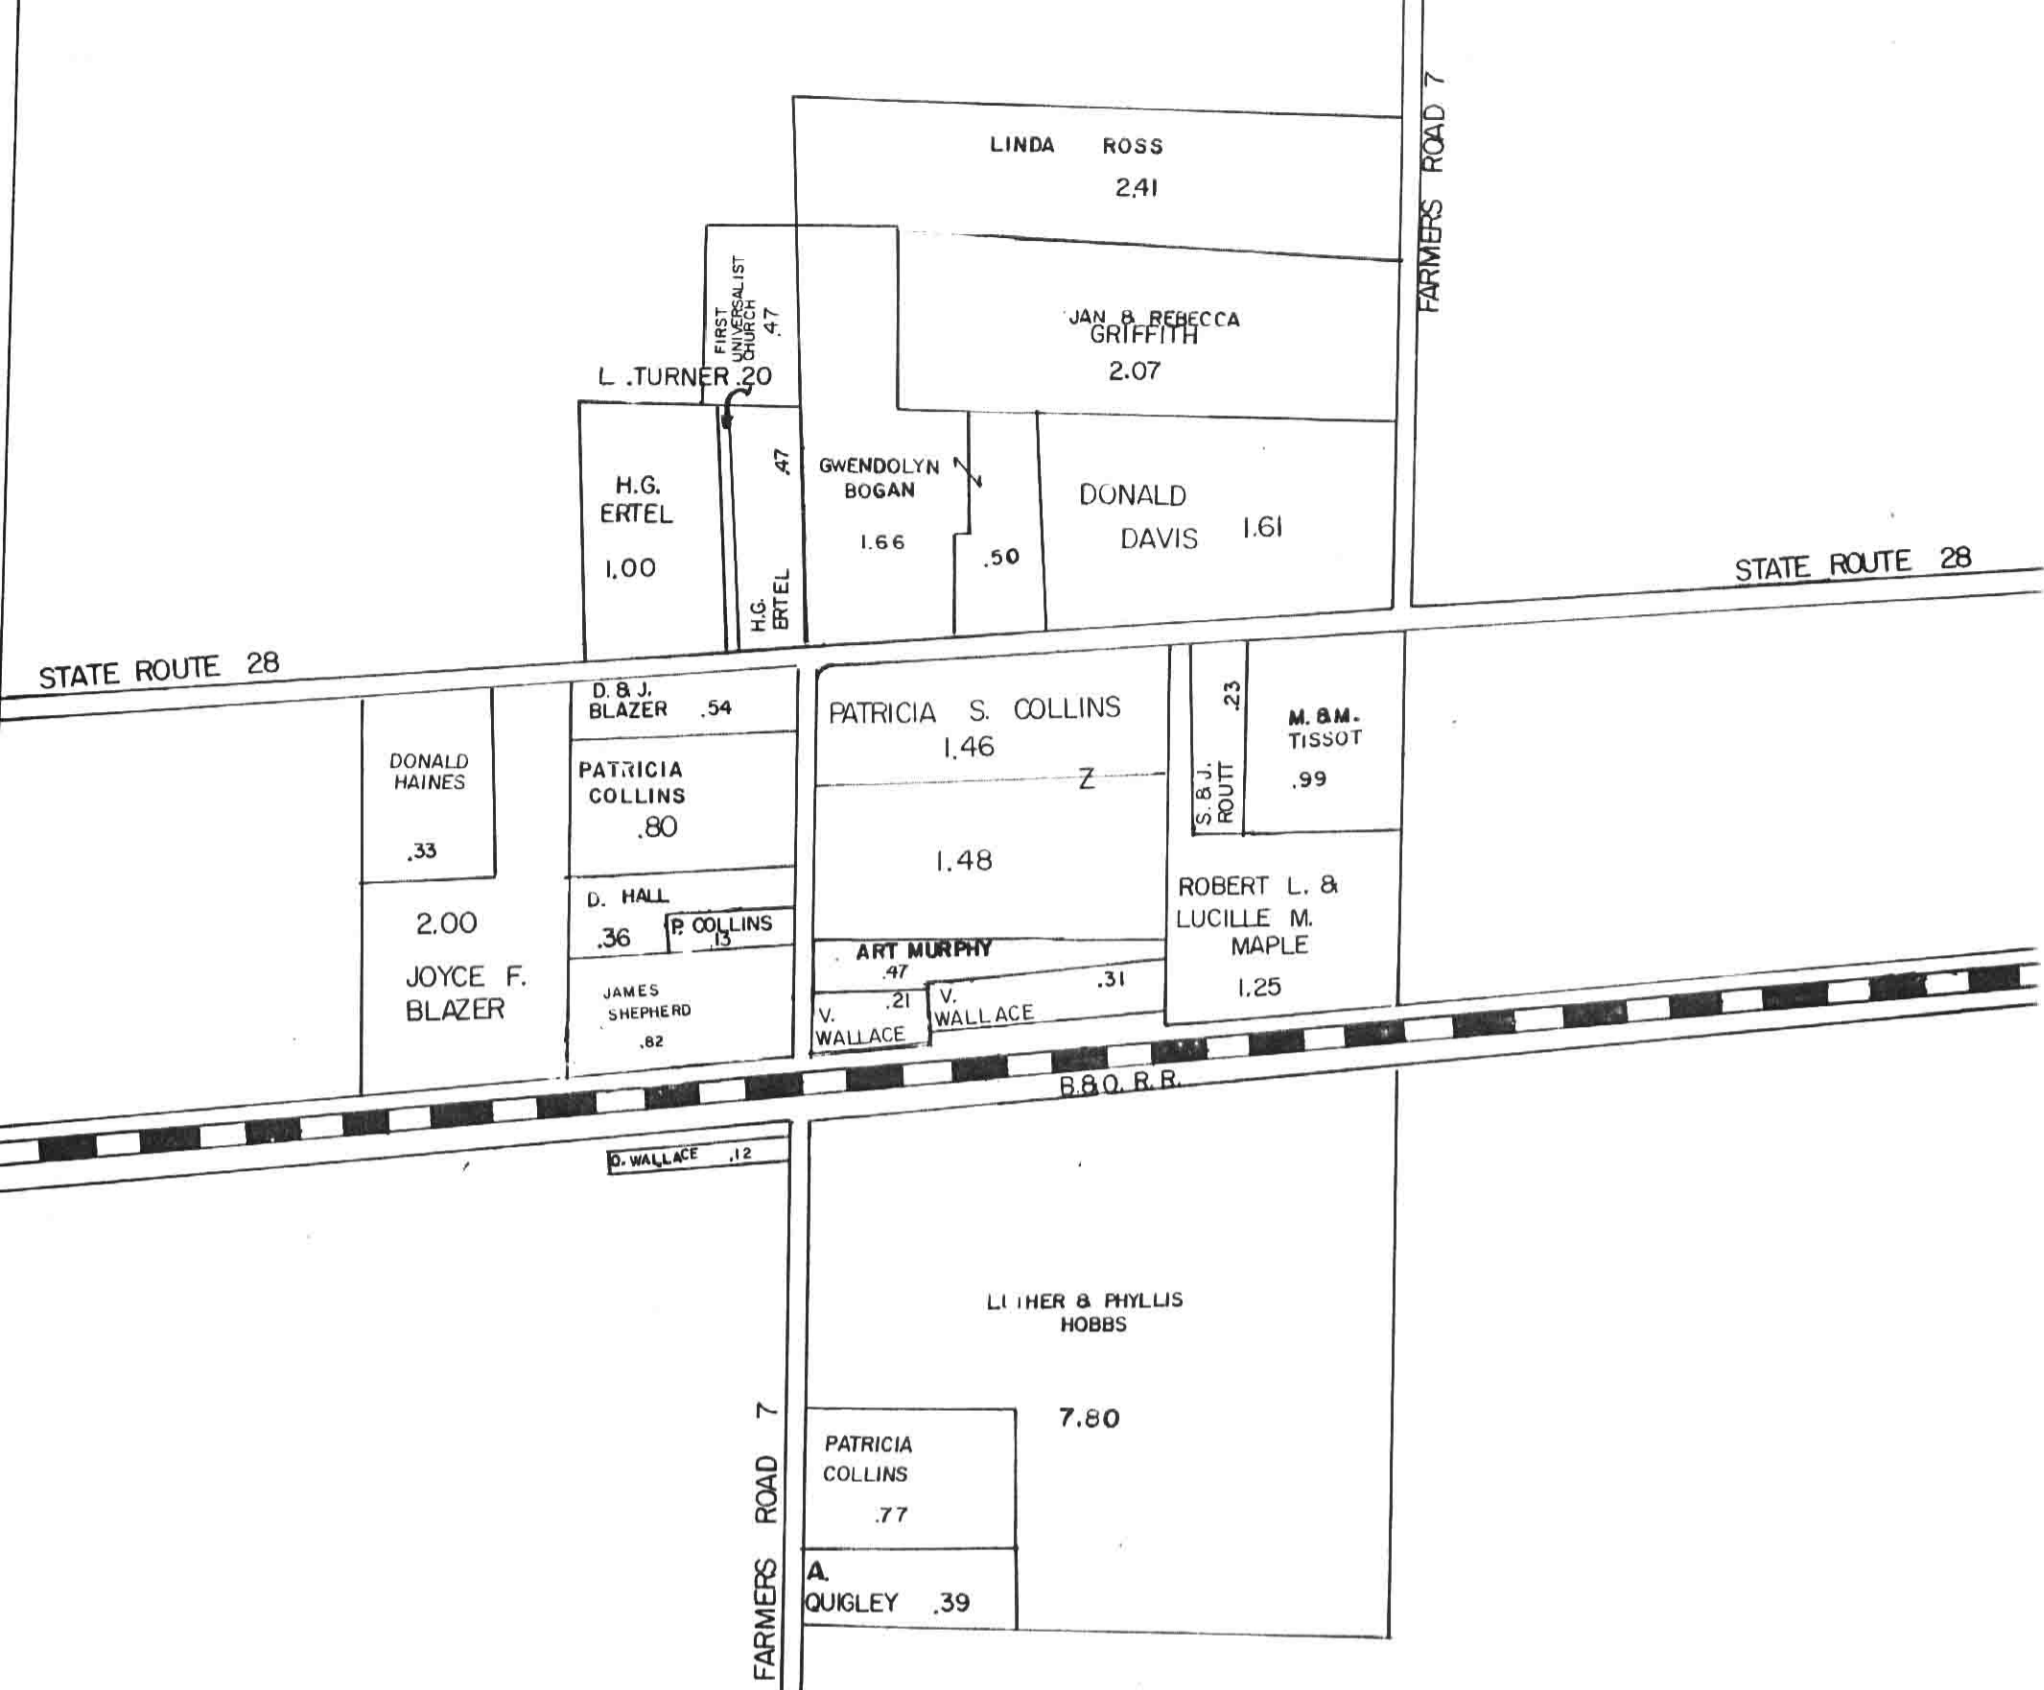 FARMERS ROAD 7
LINDA ROSS
2.41
FIRST
UNIVERSALIST
CHURCH
.47
JAN & REBECCA
GRIFFITH
2.07
L. TURNER .20
H.G.
ERTEL
1.00
H.G.
ERTEL
.47
GWENDOLYN
BOGAN
1.66
.50
DONALD
DAVIS 1.61
STATE ROUTE 28
STATE ROUTE 28
DONALD
HAINES
.33
2.00
JOYCE F.
BLAZER
D. & J.
BLAZER .54
PATRICIA
COLLINS
.80
D. HALL
.36
P. COLLINS
.13
JAMES
SHEPHERD
.82
PATRICIA S. COLLINS
1.46
1.48
ART MURPHY
.47
.21
V.
WALLACE
.31
V.
WALLACE
S. & J.
ROUTT
.23
M. & M.
TISSOT
.99
ROBERT L. &
LUCILLE M.
MAPLE
1.25
B. & O. R. R.
D. WALLACE .12
& PHYLLIS
HOBBS
7.80
PATRICIA
COLLINS
.77
A.
QUIGLEY .39
FARMERS ROAD 7